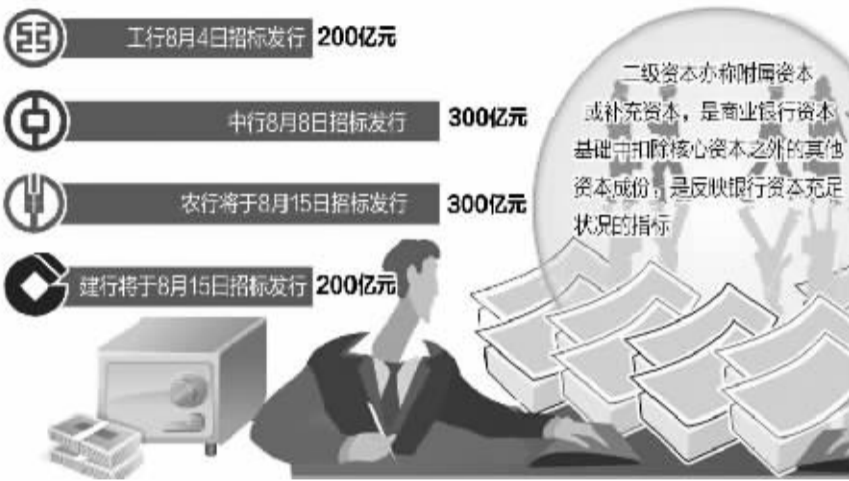 工行8月4日招标发行 200亿元
中行8月8日招标发行 300亿元
农行将于8月15日招标发行 300亿元
建行将于8月15日招标发行 200亿元
二级资本亦称附属资本
或补充资本，是商业银行资本
基础中扣除核心资本之外的其他
资本成份，是反映银行资本充足
状况的指标